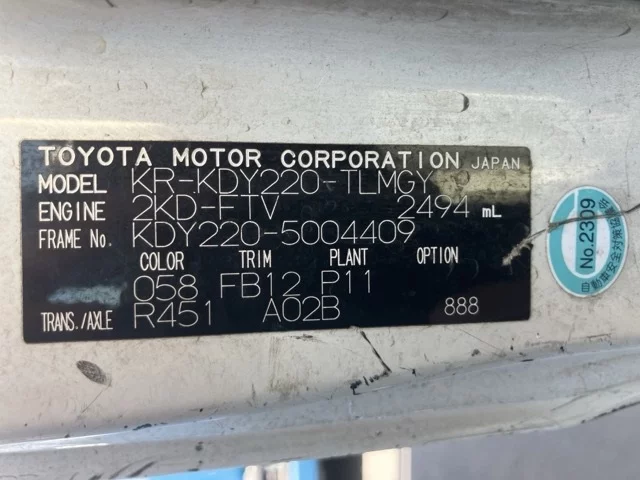 TOYOTA MOTOR CORPORATION JAPAN
MODEL KR-KDY220-TLMGY
ENGINE 2KD-FTV 2494 mL
FRAME No. KDY220-5004409
COLOR TRIM PLANT OPTION
058 FB12 P11
TRANS./AXLE R451 A02B 888
No.2309